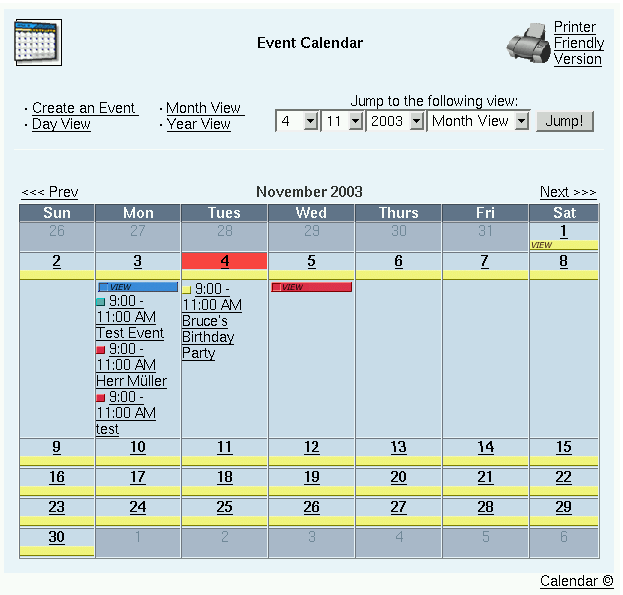 Event Calendar
Printer
Friendly
Version
· Create an Event
· Month View
· Day View
· Year View
Jump to the following view:
4 11 2003 Month View Jump!
<<< Prev November 2003 Next >>>
Sun Mon Tues Wed Thurs Fri Sat
26 27 28 29 30 31 1
VIEW
2 3 4 5 6 7 8
VIEW
9:00 -
11:00 AM
Test Event
9:00 -
11:00 AM
Herr Müller
9:00 -
11:00 AM
test
9:00 -
11:00 AM
Bruce's
Birthday
Party
VIEW
9 10 11 12 13 14 15
16 17 18 19 20 21 22
23 24 25 26 27 28 29
30 1 2 3 4 5 6
Calendar ©